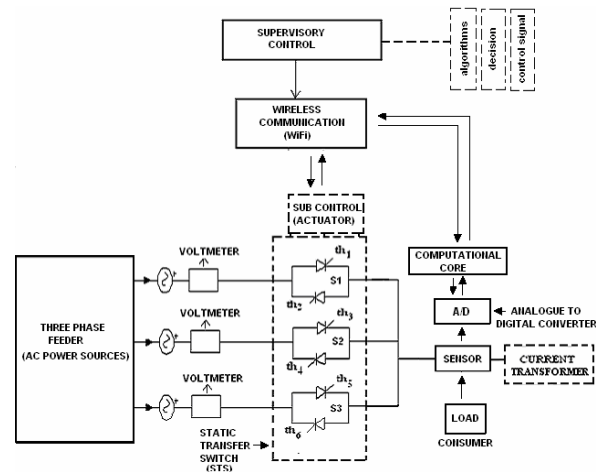 SUPERVISORY
CONTROL
algorithms
decision
control signal
WIRELESS
COMMUNICATION
(WiFi)
SUB CONTROL
(ACTUATOR)
VOLTMETER
th1
S1
th2
COMPUTATIONAL
CORE
THREE PHASE
FEEDER
(AC POWER SOURCES)
VOLTMETER
th3
S2
th4
A/D
ANALOGUE TO
DIGITAL CONVERTER
SENSOR
CURRENT
TRANSFORMER
VOLTMETER
th5
S3
th6
LOAD
CONSUMER
STATIC
TRANSFER
SWITCH
(STS)